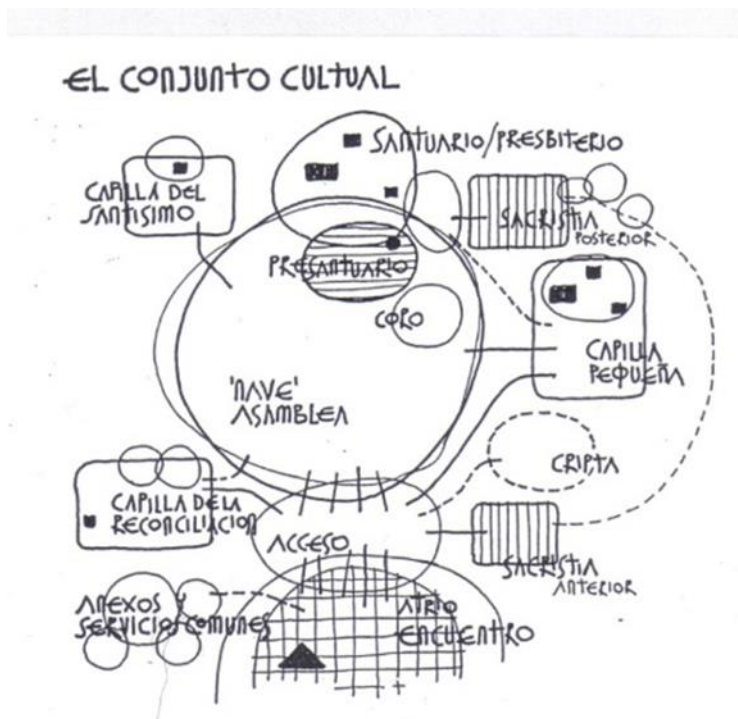 EL CONJUNTO CULTUAL
SANTUARIO/PRESBITERIO
CAPILLA DEL
SANTISIMO
SACRISTIA
POSTERIOR
PRESANTUARIO
CORO
CAPILLA
PEQUEÑA
'NAVE'
ASAMBLEA
CRIPTA
CAPILLA DE LA
RECONCILIACION
ACCESO
SACRISTIA
ANTERIOR
ANEXOS Y
SERVICIOS COMUNES
ATRIO
ENCUENTRO